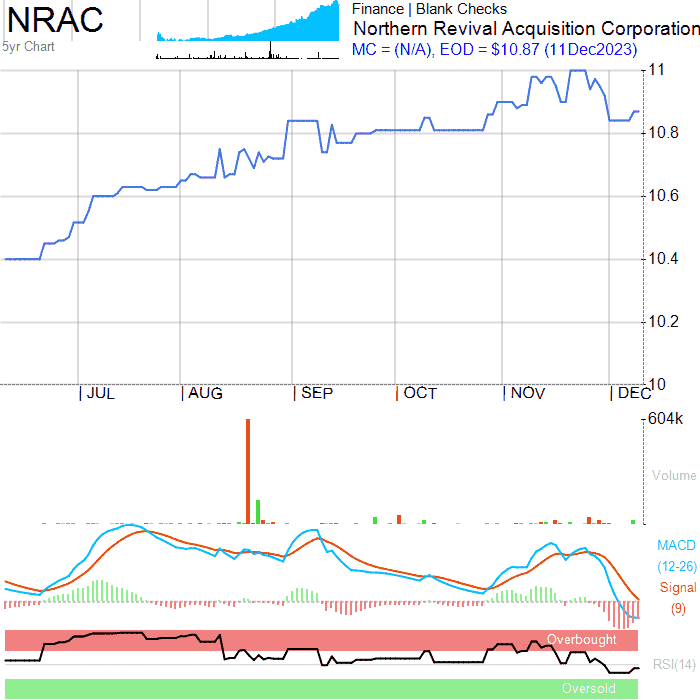 NRAC
5yr Chart
Finance | Blank Checks
Northern Revival Acquisition Corporation
MC = (N/A), EOD = $10.87 (11Dec2023)
11
10.8
10.6
10.4
10.2
10
| JUL | AUG | SEP | OCT | NOV | DEC
604k
Volume
MACD
(12-26)
Signal
(9)
Overbought
RSI(14)
Oversold